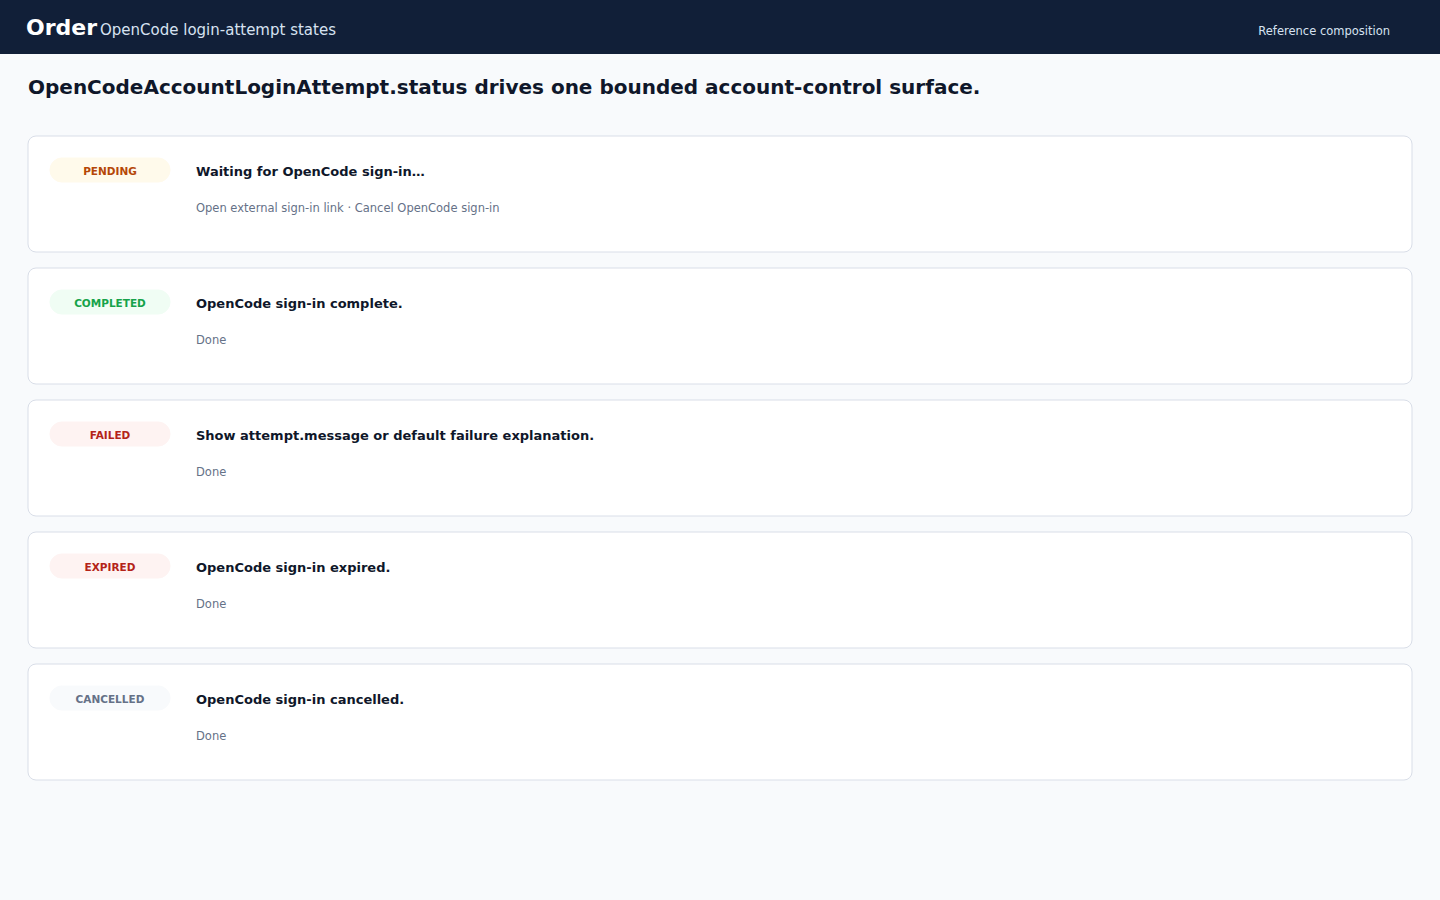 Order OpenCode login-attempt states
Reference composition
OpenCodeAccountLoginAttempt.status drives one bounded account-control surface.
PENDING
Waiting for OpenCode sign-in…
Open external sign-in link · Cancel OpenCode sign-in
COMPLETED
OpenCode sign-in complete.
Done
FAILED
Show attempt.message or default failure explanation.
Done
EXPIRED
OpenCode sign-in expired.
Done
CANCELLED
OpenCode sign-in cancelled.
Done